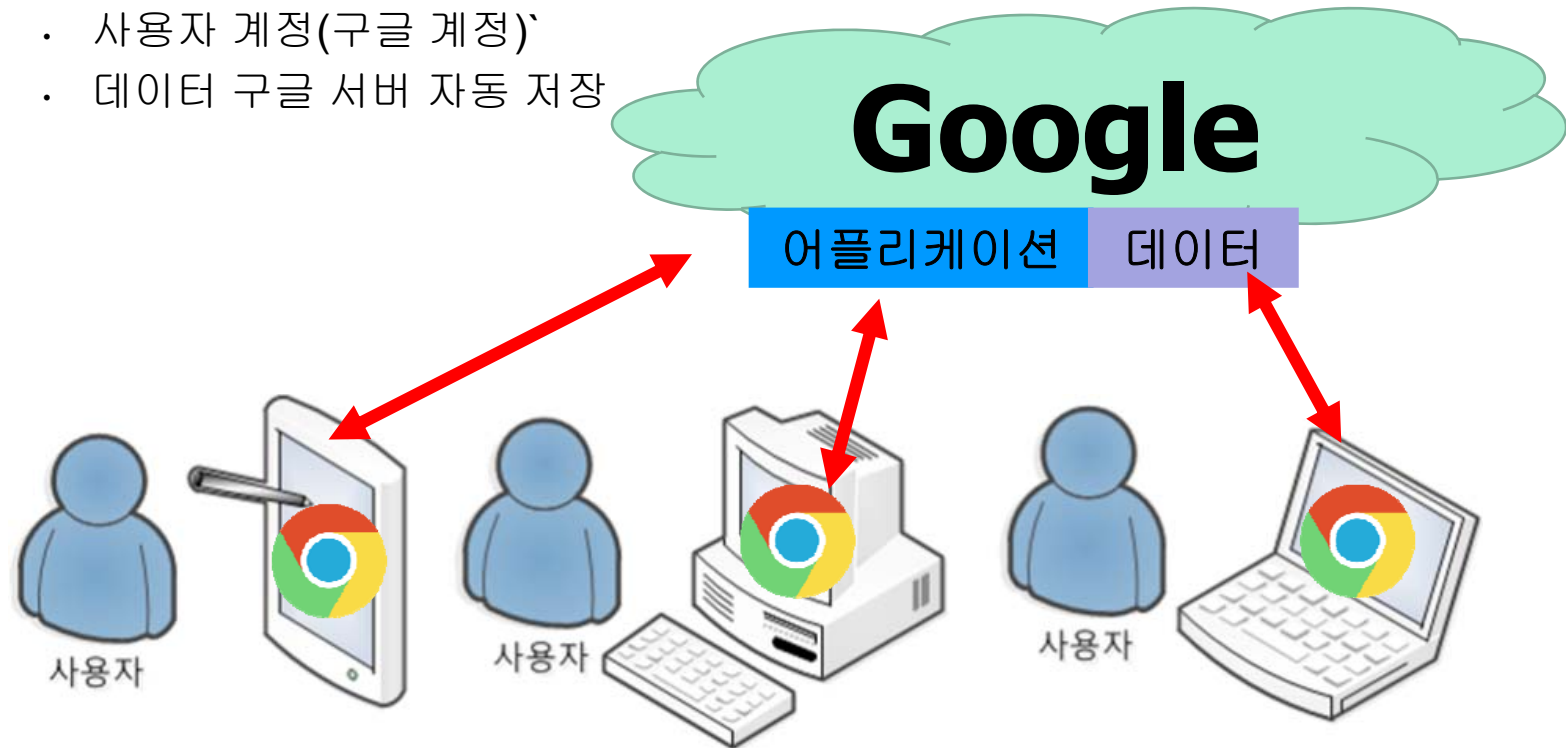 · 사용자 계정(구글 계정)`
· 데이터 구글 서버 자동 저장
Google
어플리케이션 데이터
사용자 사용자 사용자